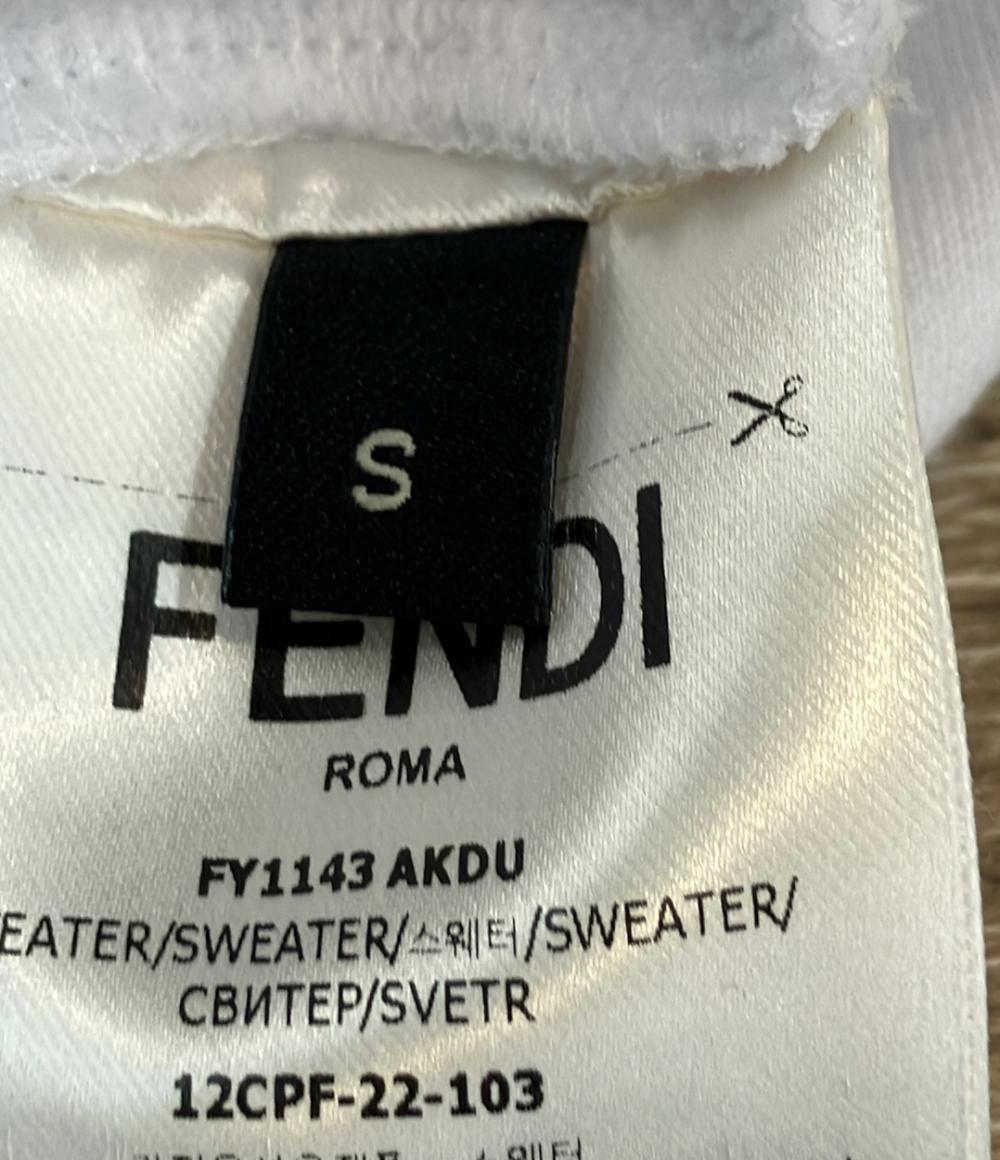 S
FENDI
ROMA
FY1143 AKDU
EATER/SWEATER/스웨터/SWEATER/
СВИТЕР/SVETR
12CPF-22-103